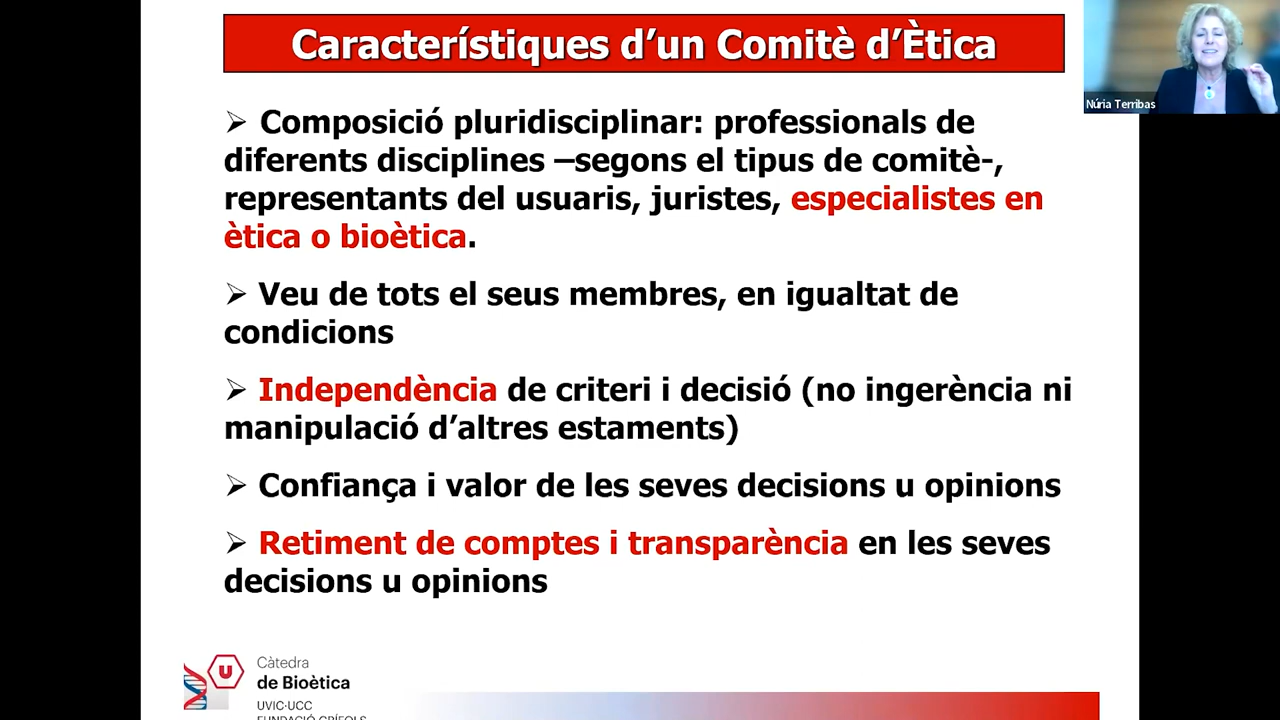 Característiques d’un Comitè d’Ètica
Núria Terribas
➢ Composició pluridisciplinar: professionals de
diferents disciplines –segons el tipus de comitè-,
representants del usuaris, juristes, especialistes en
ètica o bioètica.
➢ Veu de tots el seus membres, en igualtat de
condicions
➢ Independència de criteri i decisió (no ingerència ni
manipulació d’altres estaments)
➢ Confiança i valor de les seves decisions u opinions
➢ Retiment de comptes i transparència en les seves
decisions u opinions
U
Càtedra
de Bioètica
UVIC·UCC
FUNDACIÓ GRÍFOLS